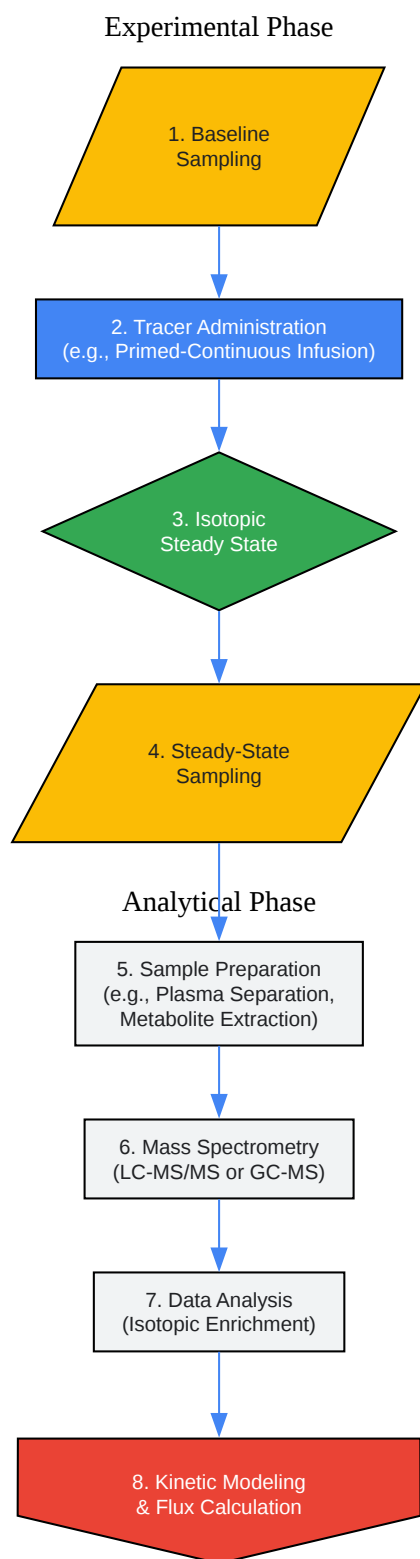 Experimental Phase
1. Baseline
Sampling
2. Tracer Administration
(e.g., Primed-Continuous Infusion)
3. Isotopic
Steady State
4. Steady-State
Sampling
Analytical Phase
5. Sample Preparation
(e.g., Plasma Separation,
Metabolite Extraction)
6. Mass Spectrometry
(LC-MS/MS or GC-MS)
7. Data Analysis
(Isotopic Enrichment)
8. Kinetic Modeling
& Flux Calculation